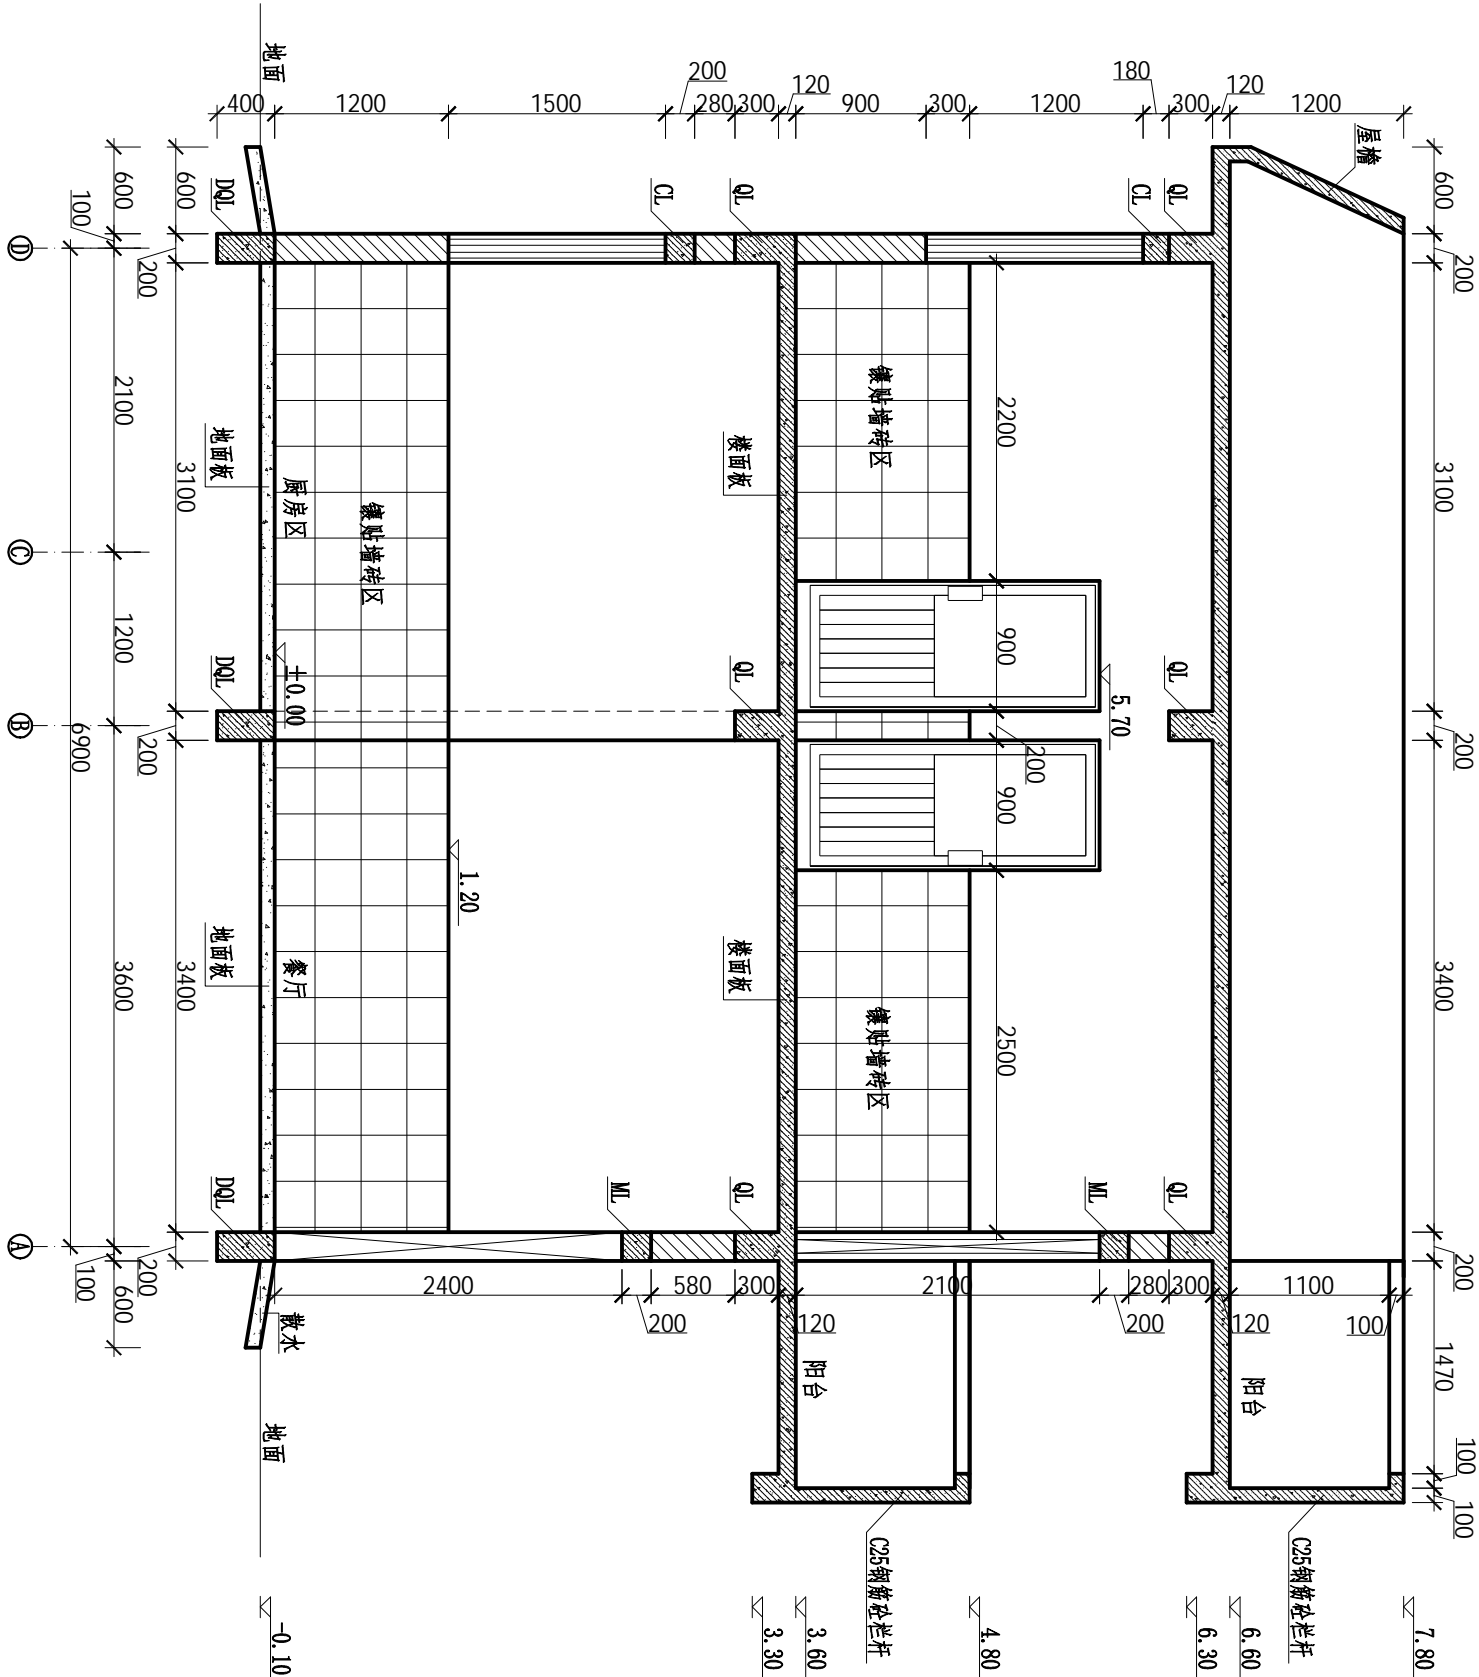 地面
400
1200
1500
200
280
300
120
900
300
1200
180
300
120
1200
屋檐
600
3100
200
3400
200
1470
100
100
200
600
600
100
200
200
2100
3100
1200
200
3600
3400
6900
200
100
600
D
C
B
A
DQL
CL
QL
CL
QL
地面板
厨房区
镶贴墙砖区
楼面板
镶贴墙砖区
2200
DQL
±0.00
QL
900
5.70
QL
200
900
1.20
地面板
餐厅
楼面板
镶贴墙砖区
2500
DQL
ML
QL
ML
QL
2400
200
580
300
120
2100
200
280
300
120
1100
100
散水
阳台
阳台
地面
C25钢筋砼栏杆
C25钢筋砼栏杆
-0.10
3.30
3.60
4.80
6.30
6.60
7.80